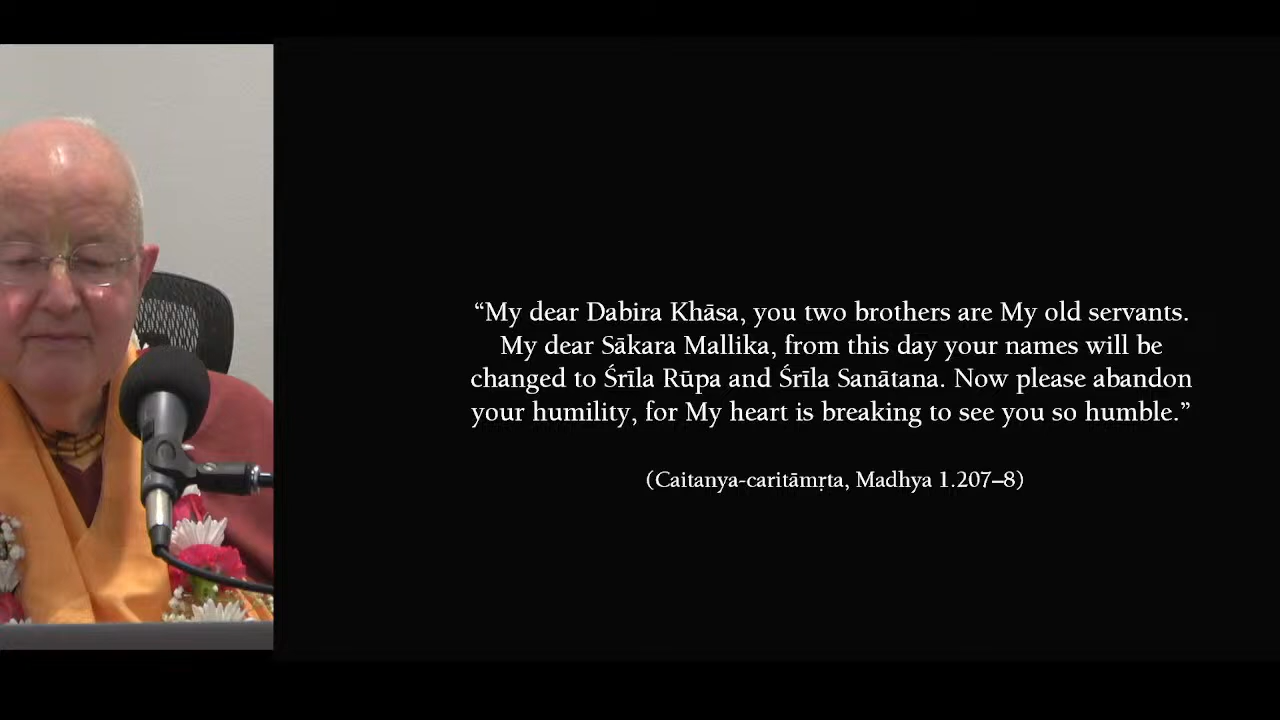 “My dear Dabira Khāsa, you two brothers are My old servants.
My dear Sākara Mallika, from this day your names will be
changed to Śrīla Rūpa and Śrīla Sanātana. Now please abandon
your humility, for My heart is breaking to see you so humble.”
(Caitanya-caritāmṛta, Madhya 1.207–8)